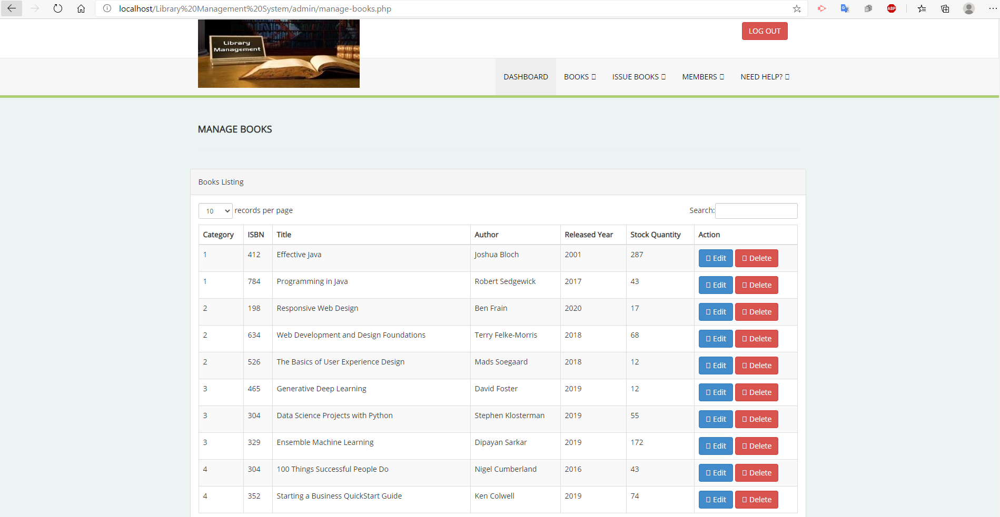 localhost/Library%20Management%20System/admin/manage-books.php
ABP
Library
Management
LOG OUT
DASHBOARD BOOKS ISSUE BOOKS MEMBERS NEED HELP?
MANAGE BOOKS
Books Listing
10 records per page Search:
Category ISBN Title Author Released Year Stock Quantity Action
1 412 Effective Java Joshua Bloch 2001 287 Edit Delete
1 784 Programming in Java Robert Sedgewick 2017 43 Edit Delete
2 198 Responsive Web Design Ben Frain 2020 17 Edit Delete
2 634 Web Development and Design Foundations Terry Felke-Morris 2018 68 Edit Delete
2 526 The Basics of User Experience Design Mads Soegaard 2018 12 Edit Delete
3 465 Generative Deep Learning David Foster 2019 12 Edit Delete
3 304 Data Science Projects with Python Stephen Klosterman 2019 55 Edit Delete
3 329 Ensemble Machine Learning Dipayan Sarkar 2019 172 Edit Delete
4 304 100 Things Successful People Do Nigel Cumberland 2016 43 Edit Delete
4 352 Starting a Business QuickStart Guide Ken Colwell 2019 74 Edit Delete